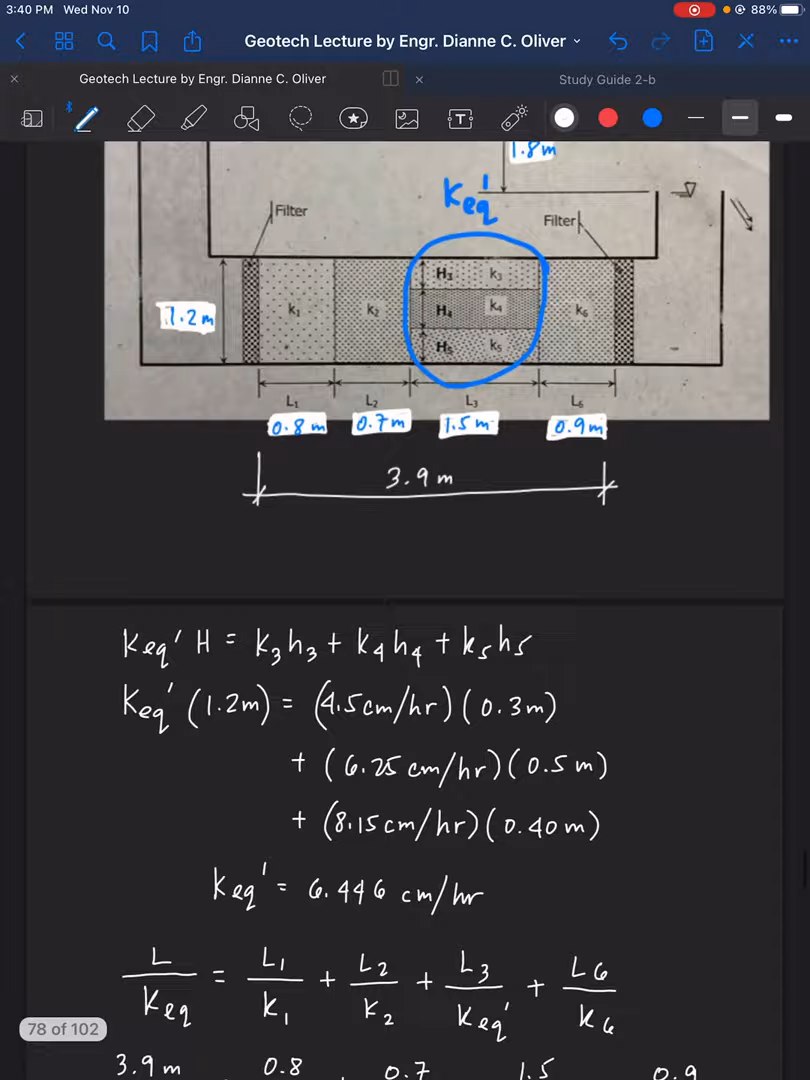 3:40 PM Wed Nov 10
88%
Geotech Lecture by Engr. Dianne C. Oliver
Geotech Lecture by Engr. Dianne C. Oliver
Study Guide 2-b
1.8m
Keq'
Filter
Filter
H3 k3
1.2m
k1 k2 H4 k4 k6
H5 k5
L1 L2 L3 L6
0.8 m 0.7 m 1.5 m 0.9 m
3.9 m
Keq' H = k3h3 + k4h4 + k5h5
Keq' (1.2m) = (4.5cm/hr)(0.3m)
+ (6.25 cm/hr)(0.5m)
+ (8.15cm/hr)(0.40m)
Keq' = 6.446 cm/hr
L/Keq = L1/K1 + L2/K2 + L3/Keq' + L6/K6
78 of 102
3.9 m 0.8 0.7 1.5 0.9